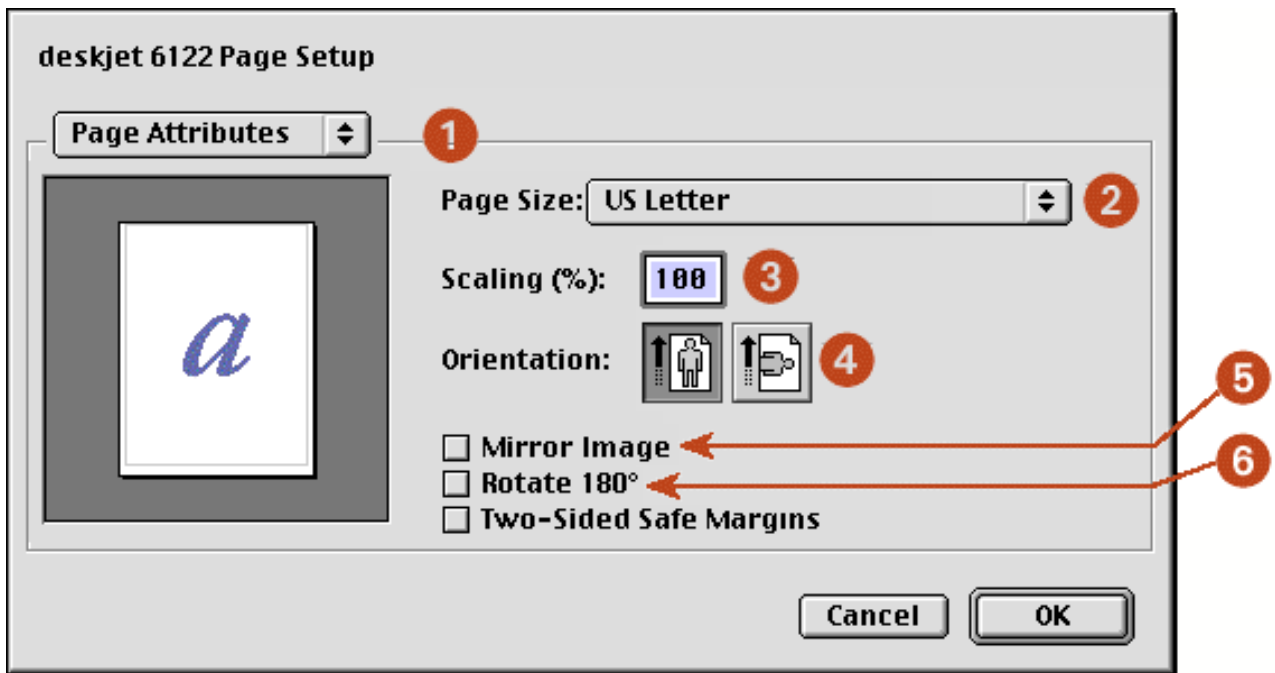 deskjet 6122 Page Setup
Page Attributes 1
Page Size: US Letter 2
a
Scaling (%): 100 3
Orientation: 4
5
Mirror Image
6
Rotate 180°
Two-Sided Safe Margins
Cancel OK